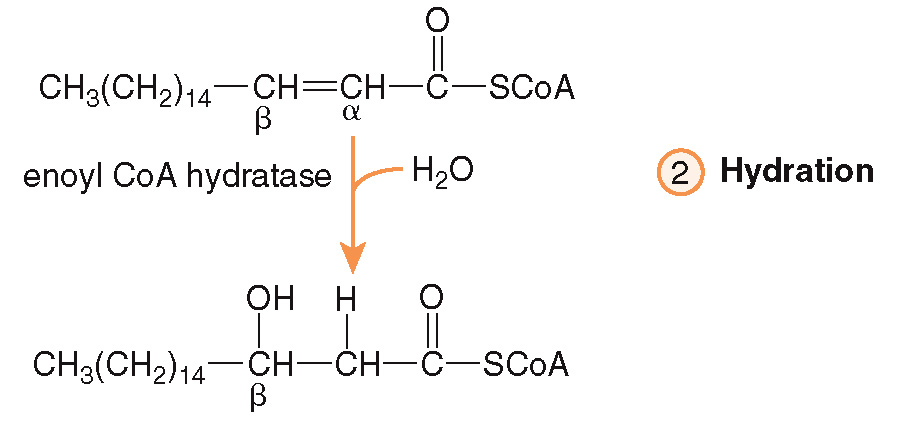 O
CH₃(CH₂)₁₄—CH=CH—C—SCoA
β α
enoyl CoA hydratase H₂O ② Hydration
OH H O
CH₃(CH₂)₁₄—CH—CH—C—SCoA
β